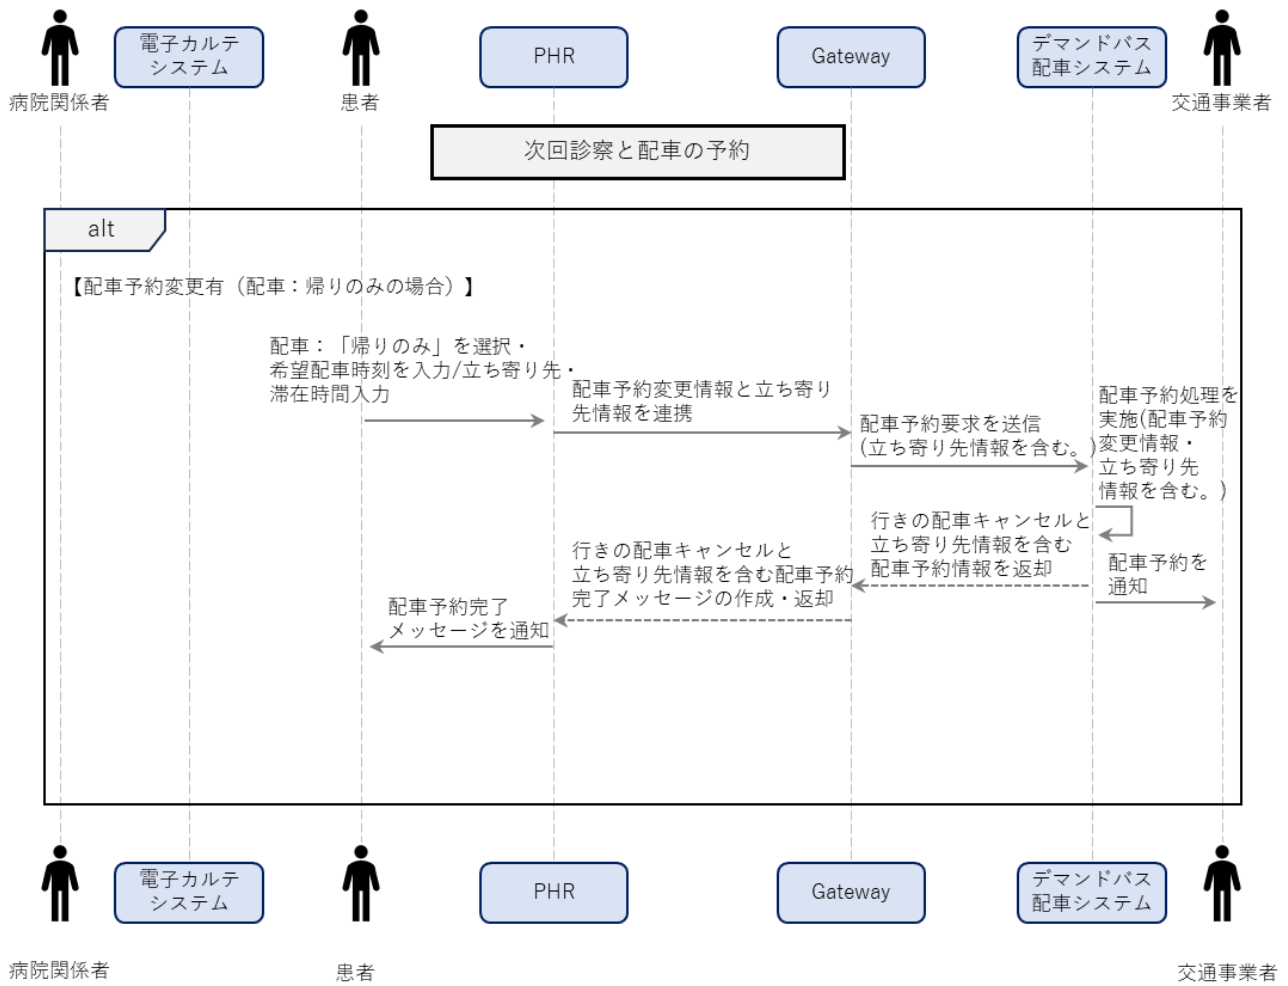 電子カルテ
システム
PHR
Gateway
デマンドバス
配車システム
病院関係者
患者
交通事業者
次回診察と配車の予約
alt
【配車予約変更有（配車：帰りのみの場合）】
配車：「帰りのみ」を選択・
希望配車時刻を入力/立ち寄り先・
滞在時間入力
配車予約変更情報と立ち寄り
先情報を連携
配車予約要求を送信
(立ち寄り先情報を含む。)
配車予約処理を
実施(配車予約
変更情報・
立ち寄り先
情報を含む。)
行きの配車キャンセルと
立ち寄り先情報を含む
配車予約情報を返却
配車予約を
通知
行きの配車キャンセルと
立ち寄り先情報を含む配車予約
完了メッセージの作成・返却
配車予約完了
メッセージを通知
電子カルテ
システム
PHR
Gateway
デマンドバス
配車システム
病院関係者
患者
交通事業者